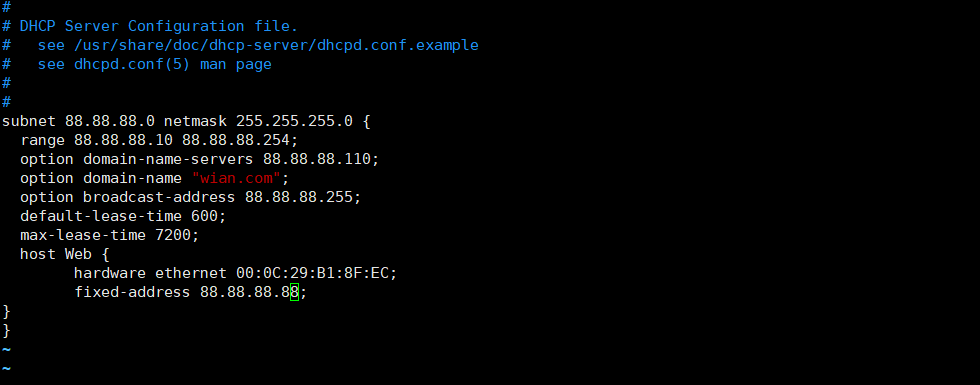 #
# DHCP Server Configuration file.
#   see /usr/share/doc/dhcp-server/dhcpd.conf.example
#   see dhcpd.conf(5) man page
#
#
subnet 88.88.88.0 netmask 255.255.255.0 {
  range 88.88.88.10 88.88.88.254;
  option domain-name-servers 88.88.88.110;
  option domain-name "wian.com";
  option broadcast-address 88.88.88.255;
  default-lease-time 600;
  max-lease-time 7200;
  host Web {
        hardware ethernet 00:0C:29:B1:8F:EC;
        fixed-address 88.88.88.88;
}
}
~
~